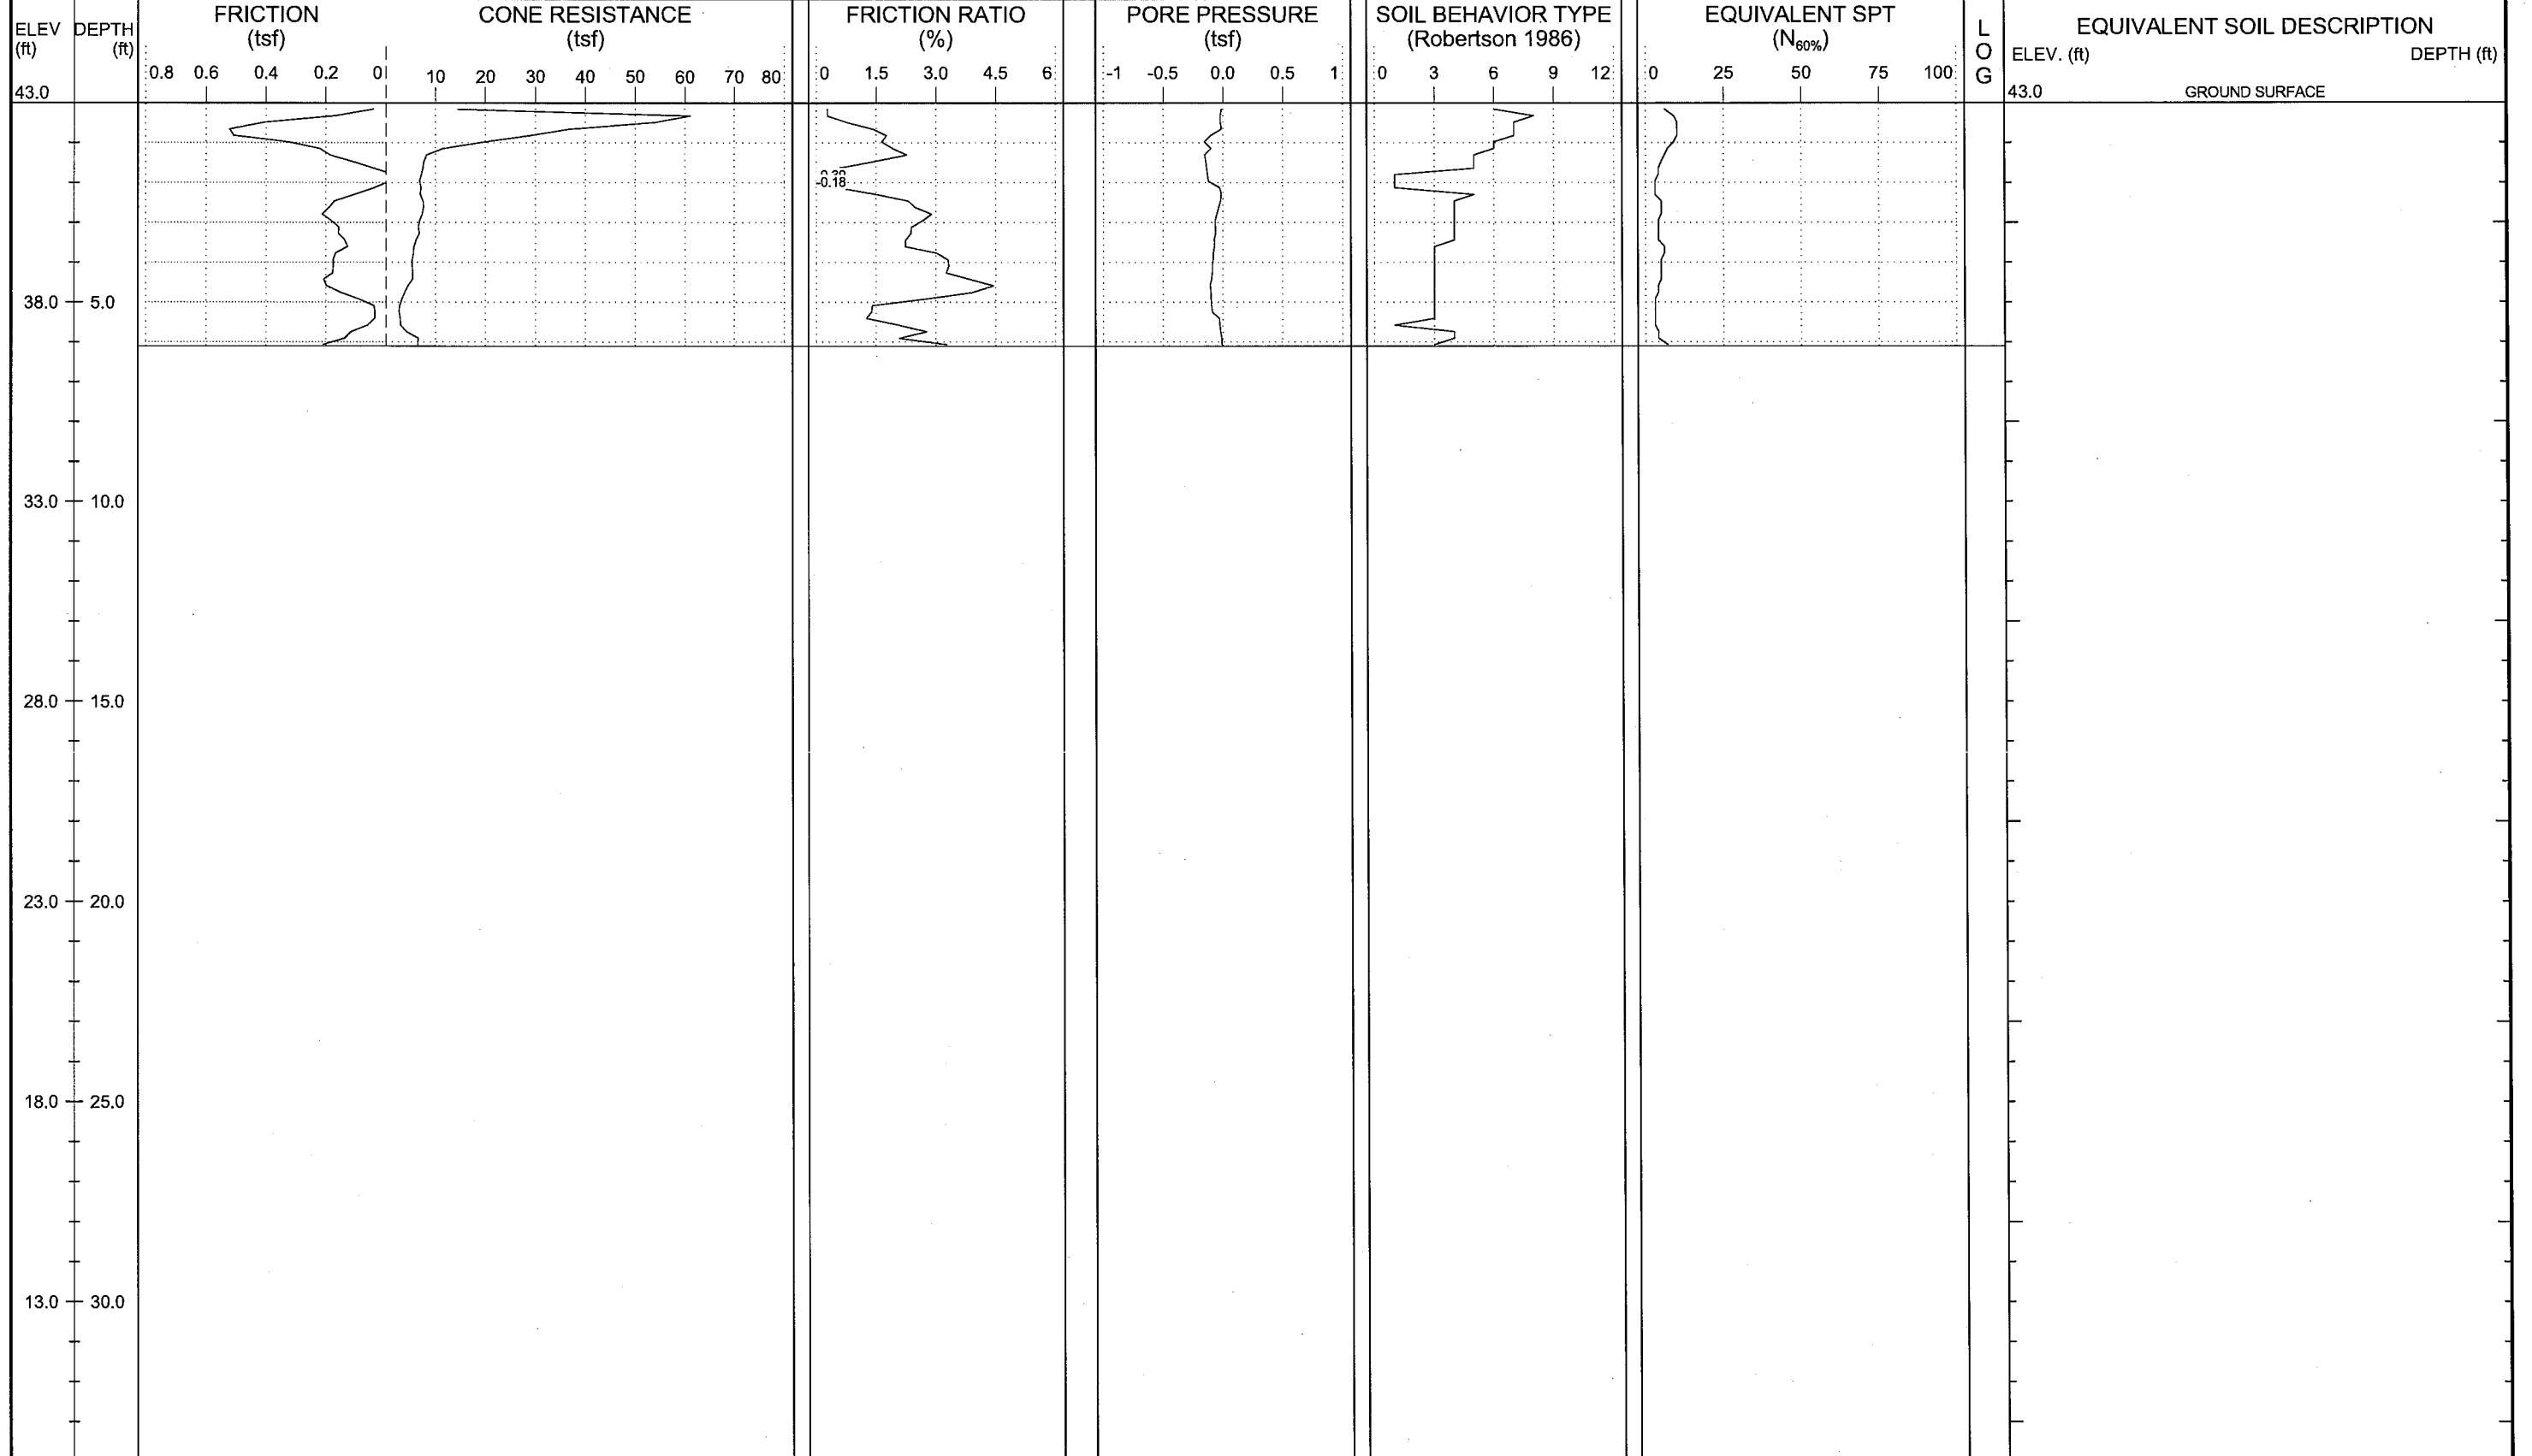 ELEV (ft)
DEPTH (ft)
FRICTION (tsf)
0.8 0.6 0.4 0.2 0
CONE RESISTANCE (tsf)
10 20 30 40 50 60 70 80
FRICTION RATIO (%)
0 1.5 3.0 4.5 6
PORE PRESSURE (tsf)
-1 -0.5 0.0 0.5 1
SOIL BEHAVIOR TYPE (Robertson 1986)
0 3 6 9 12
EQUIVALENT SPT (N60%)
0 25 50 75 100
LOG
EQUIVALENT SOIL DESCRIPTION
ELEV. (ft) DEPTH (ft)
43.0
43.0 GROUND SURFACE
-0.18
38.0 5.0
33.0 10.0
28.0 15.0
23.0 20.0
18.0 25.0
13.0 30.0